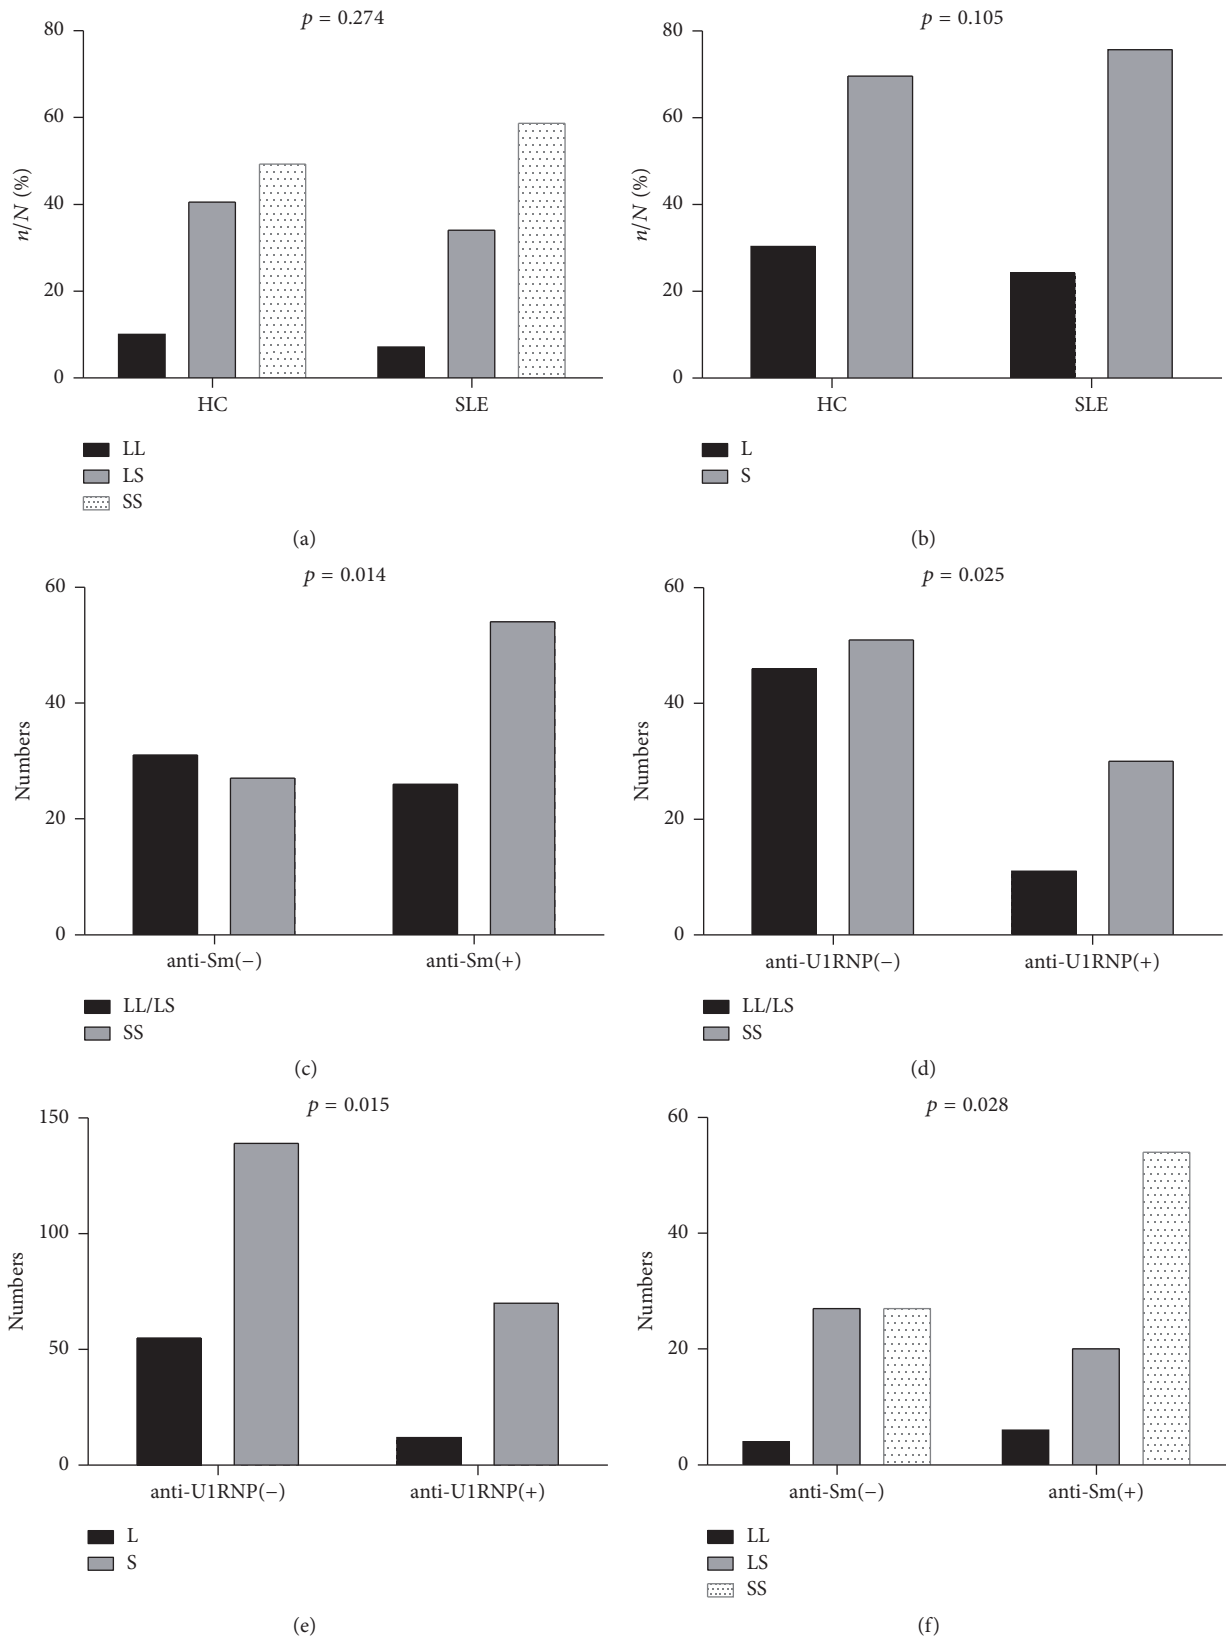 p = 0.274
80
60
40
20
0
n/N (%)
HC
SLE
LL
LS
SS
(a)
p = 0.105
80
60
40
20
0
n/N (%)
HC
SLE
L
S
(b)
p = 0.014
60
40
20
0
Numbers
anti-Sm(−)
anti-Sm(+)
LL/LS
SS
(c)
p = 0.025
60
40
20
0
Numbers
anti-U1RNP(−)
anti-U1RNP(+)
LL/LS
SS
(d)
p = 0.015
150
100
50
0
Numbers
anti-U1RNP(−)
anti-U1RNP(+)
L
S
(e)
p = 0.028
60
40
20
0
Numbers
anti-Sm(−)
anti-Sm(+)
LL
LS
SS
(f)